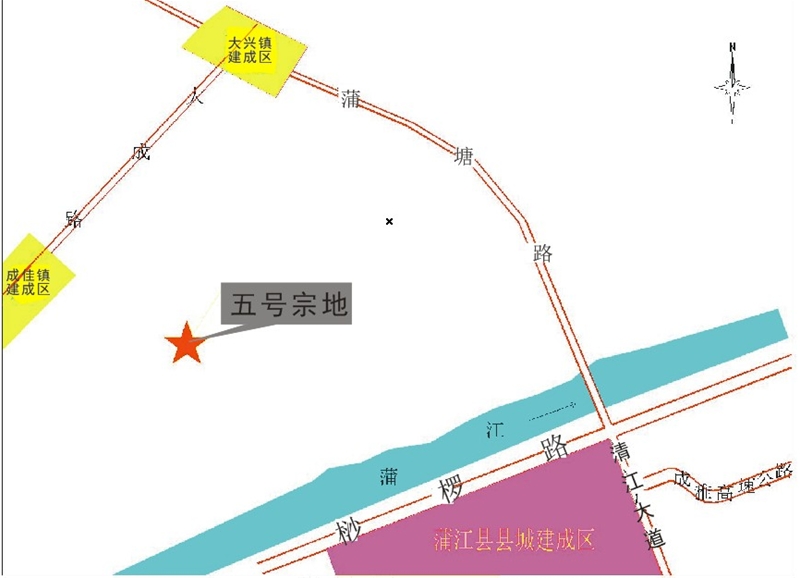 大兴镇
建成区
N
大成路
蒲塘路
成佳镇
建成区
五号宗地
蒲江
桫椤路
清江大道
成雅高速公路
蒲江县县城建成区